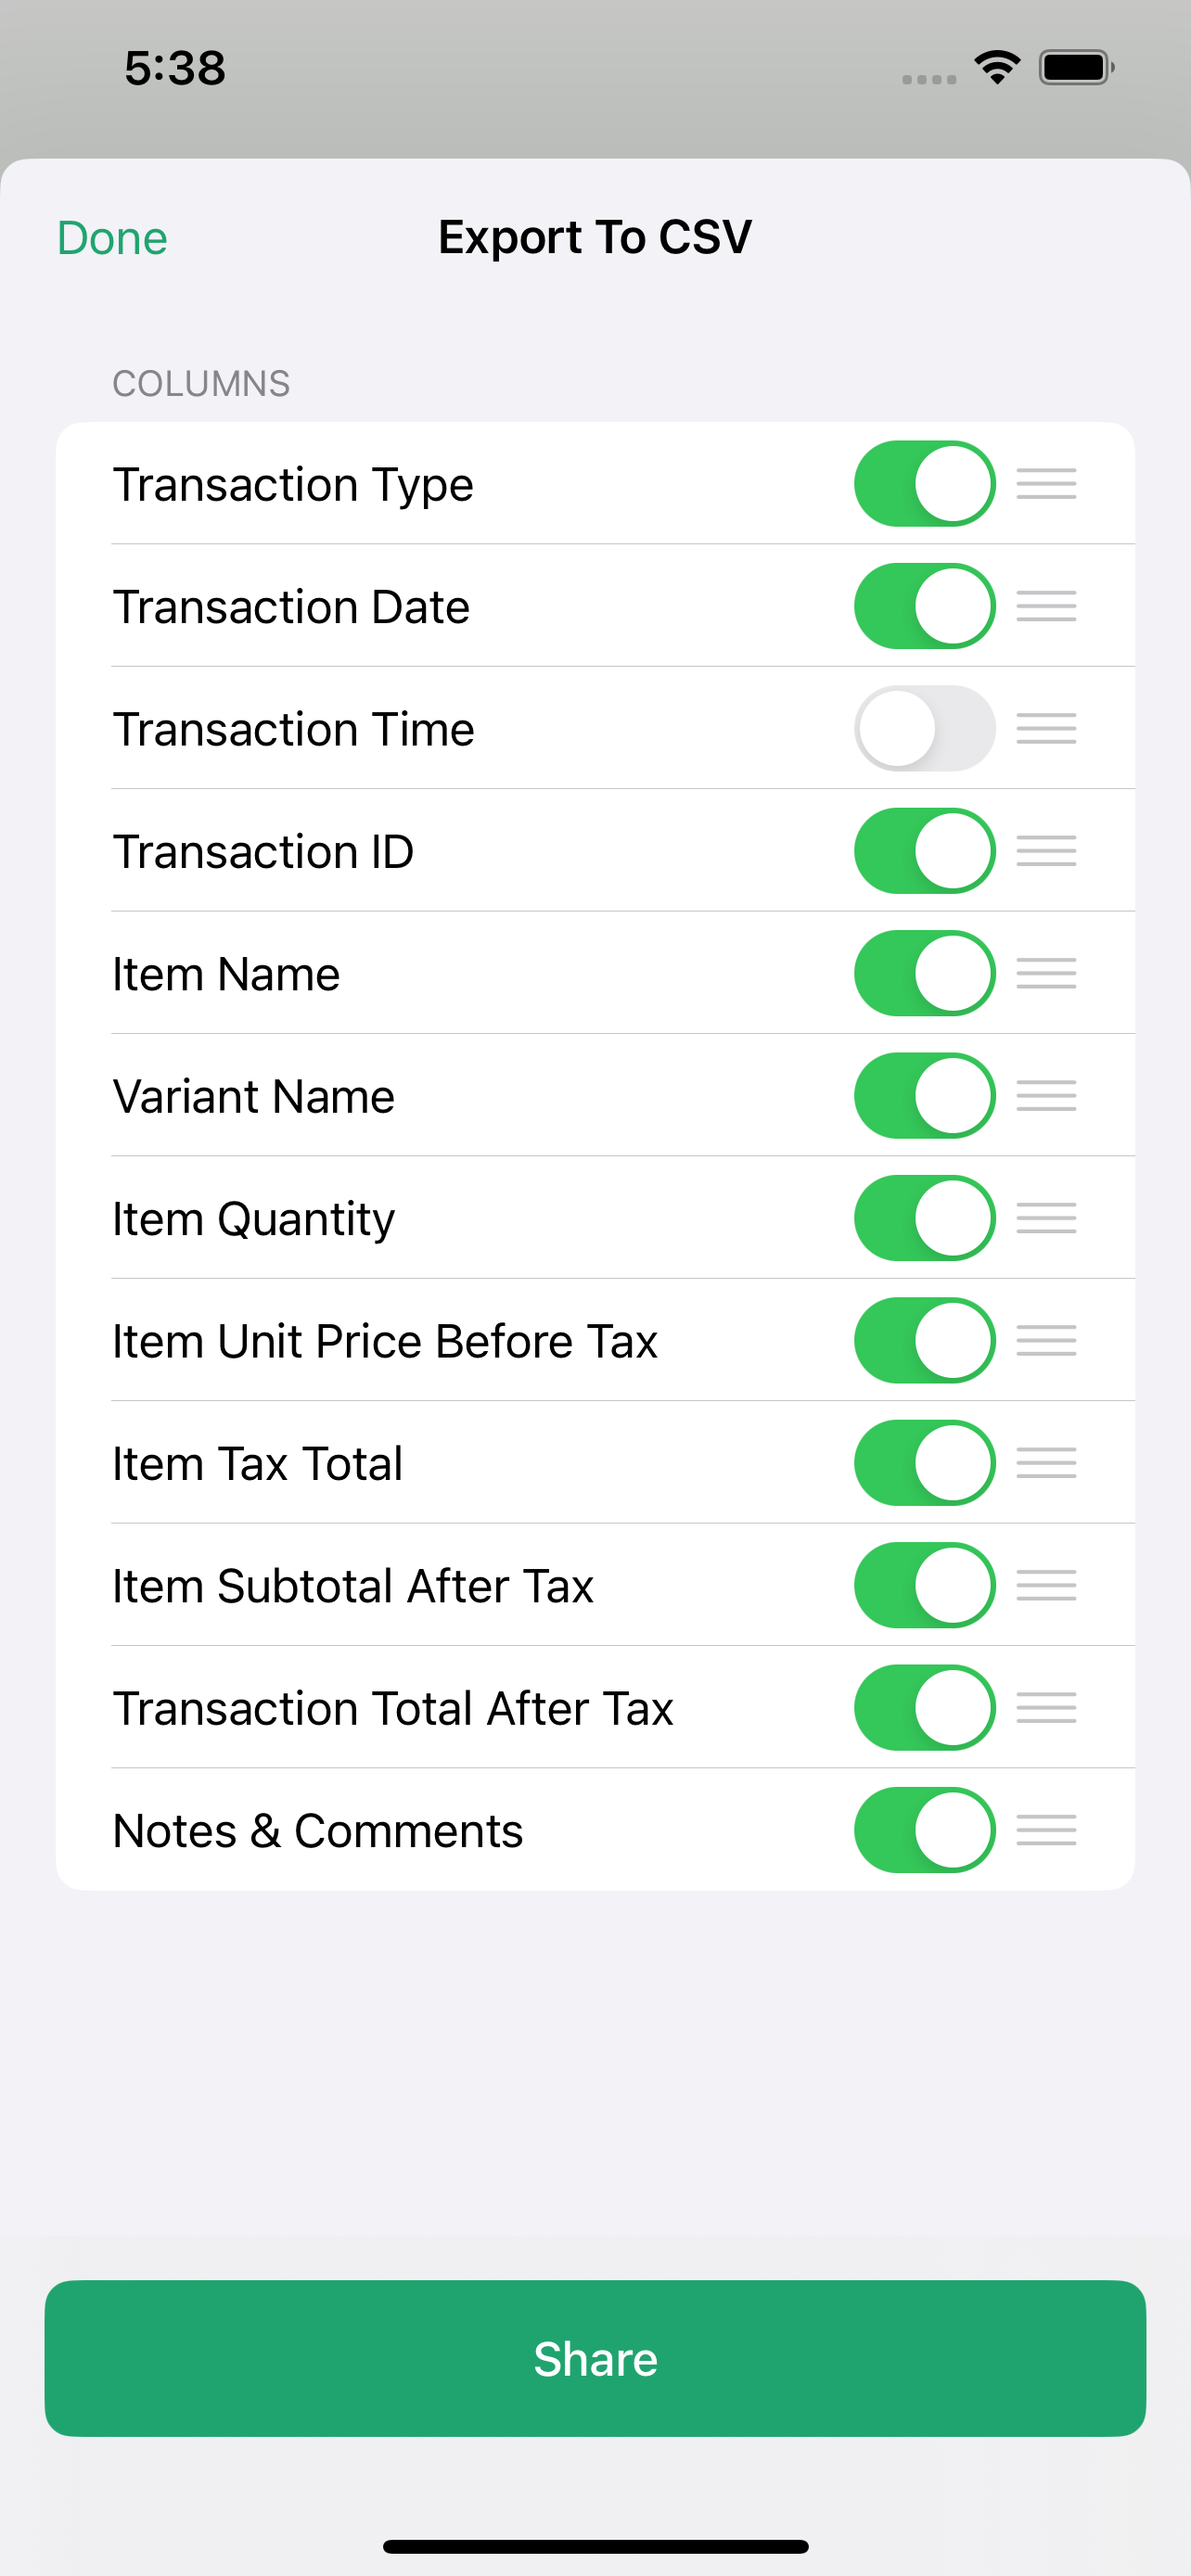 5:38
Done
Export To CSV
COLUMNS
Transaction Type
Transaction Date
Transaction Time
Transaction ID
Item Name
Variant Name
Item Quantity
Item Unit Price Before Tax
Item Tax Total
Item Subtotal After Tax
Transaction Total After Tax
Notes & Comments
Share